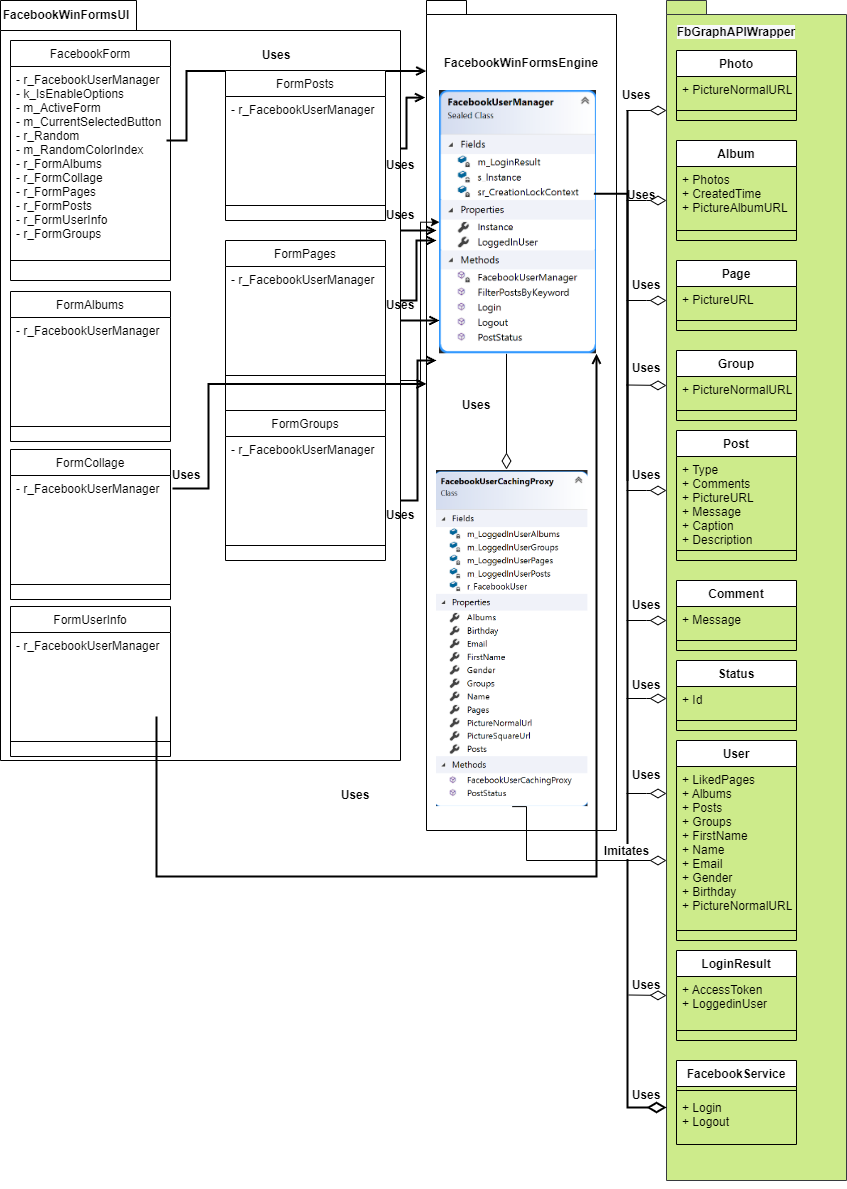 FacebookWinFormsUI
FacebookForm
- r_FacebookUserManager
- k_IsEnableOptions
- m_ActiveForm
- m_CurrentSelectedButton
- r_Random
- m_RandomColorIndex
- r_FormAlbums
- r_FormCollage
- r_FormPages
- r_FormPosts
- r_FormUserInfo
- r_FormGroups
FormAlbums
- r_FacebookUserManager
FormCollage
- r_FacebookUserManager
FormUserInfo
- r_FacebookUserManager
Uses
FormPosts
- r_FacebookUserManager
FormPages
- r_FacebookUserManager
FormGroups
- r_FacebookUserManager
Uses
Uses
Uses
Uses
Uses
Uses
FacebookWinFormsEngine
FacebookUserManager
Sealed Class
Fields
m_LoginResult
s_Instance
sr_CreationLockContext
Properties
Instance
LoggedInUser
Methods
FacebookUserManager
FilterPostsByKeyword
Login
Logout
PostStatus
Uses
FacebookUserCachingProxy
Class
Fields
m_LoggedInUserAlbums
m_LoggedInUserGroups
m_LoggedInUserPages
m_LoggedInUserPosts
r_FacebookUser
Properties
Albums
Birthday
Email
FirstName
Gender
Groups
Name
Pages
PictureNormalUrl
PictureSquareUrl
Posts
Methods
FacebookUserCachingProxy
PostStatus
FbGraphAPIWrapper
Uses
Photo
+ PictureNormalURL
Uses
Album
+ Photos
+ CreatedTime
+ PictureAlbumURL
Uses
Page
+ PictureURL
Uses
Group
+ PictureNormalURL
Uses
Post
+ Type
+ Comments
+ PictureURL
+ Message
+ Caption
+ Description
Uses
Comment
+ Message
Uses
Status
+ Id
Uses
User
+ LikedPages
+ Albums
+ Posts
+ Groups
+ FirstName
+ Name
+ Email
+ Gender
+ Birthday
+ PictureNormalURL
Imitates
Uses
LoginResult
+ AccessToken
+ LoggedinUser
Uses
FacebookService
+ Login
+ Logout